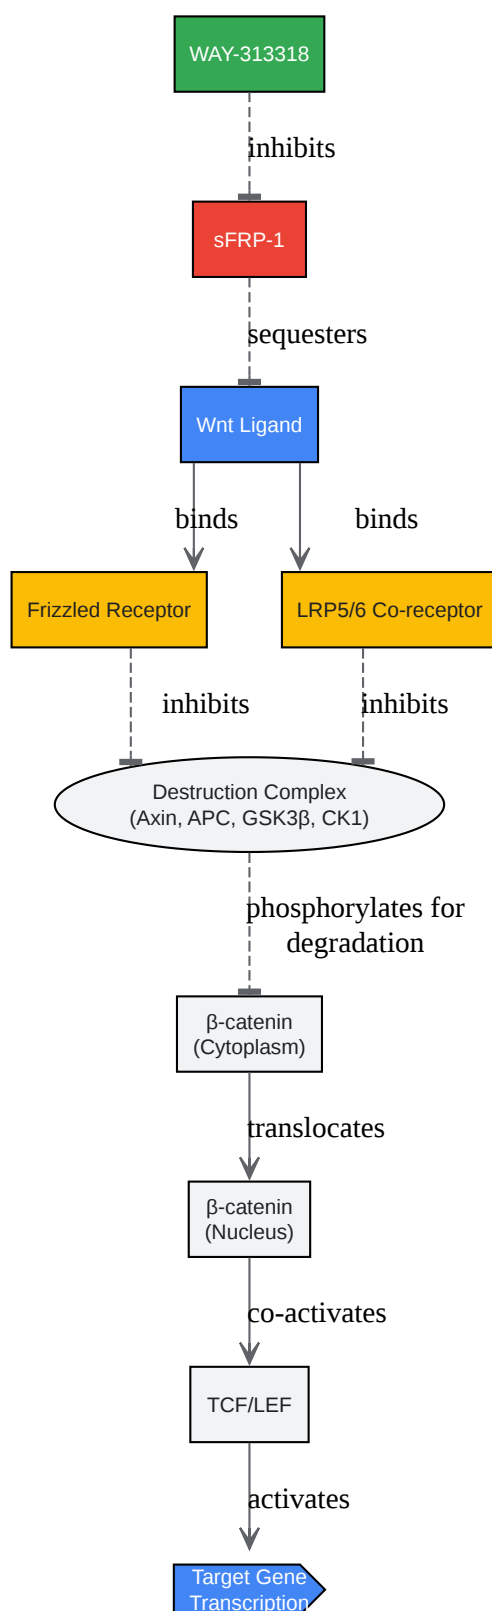 WAY-313318
inhibits
sFRP-1
sequesters
Wnt Ligand
binds
binds
Frizzled Receptor
LRP5/6 Co-receptor
inhibits
inhibits
Destruction Complex
(Axin, APC, GSK3β, CK1)
phosphorylates for
degradation
β-catenin
(Cytoplasm)
translocates
β-catenin
(Nucleus)
co-activates
TCF/LEF
activates
Target Gene
Transcription